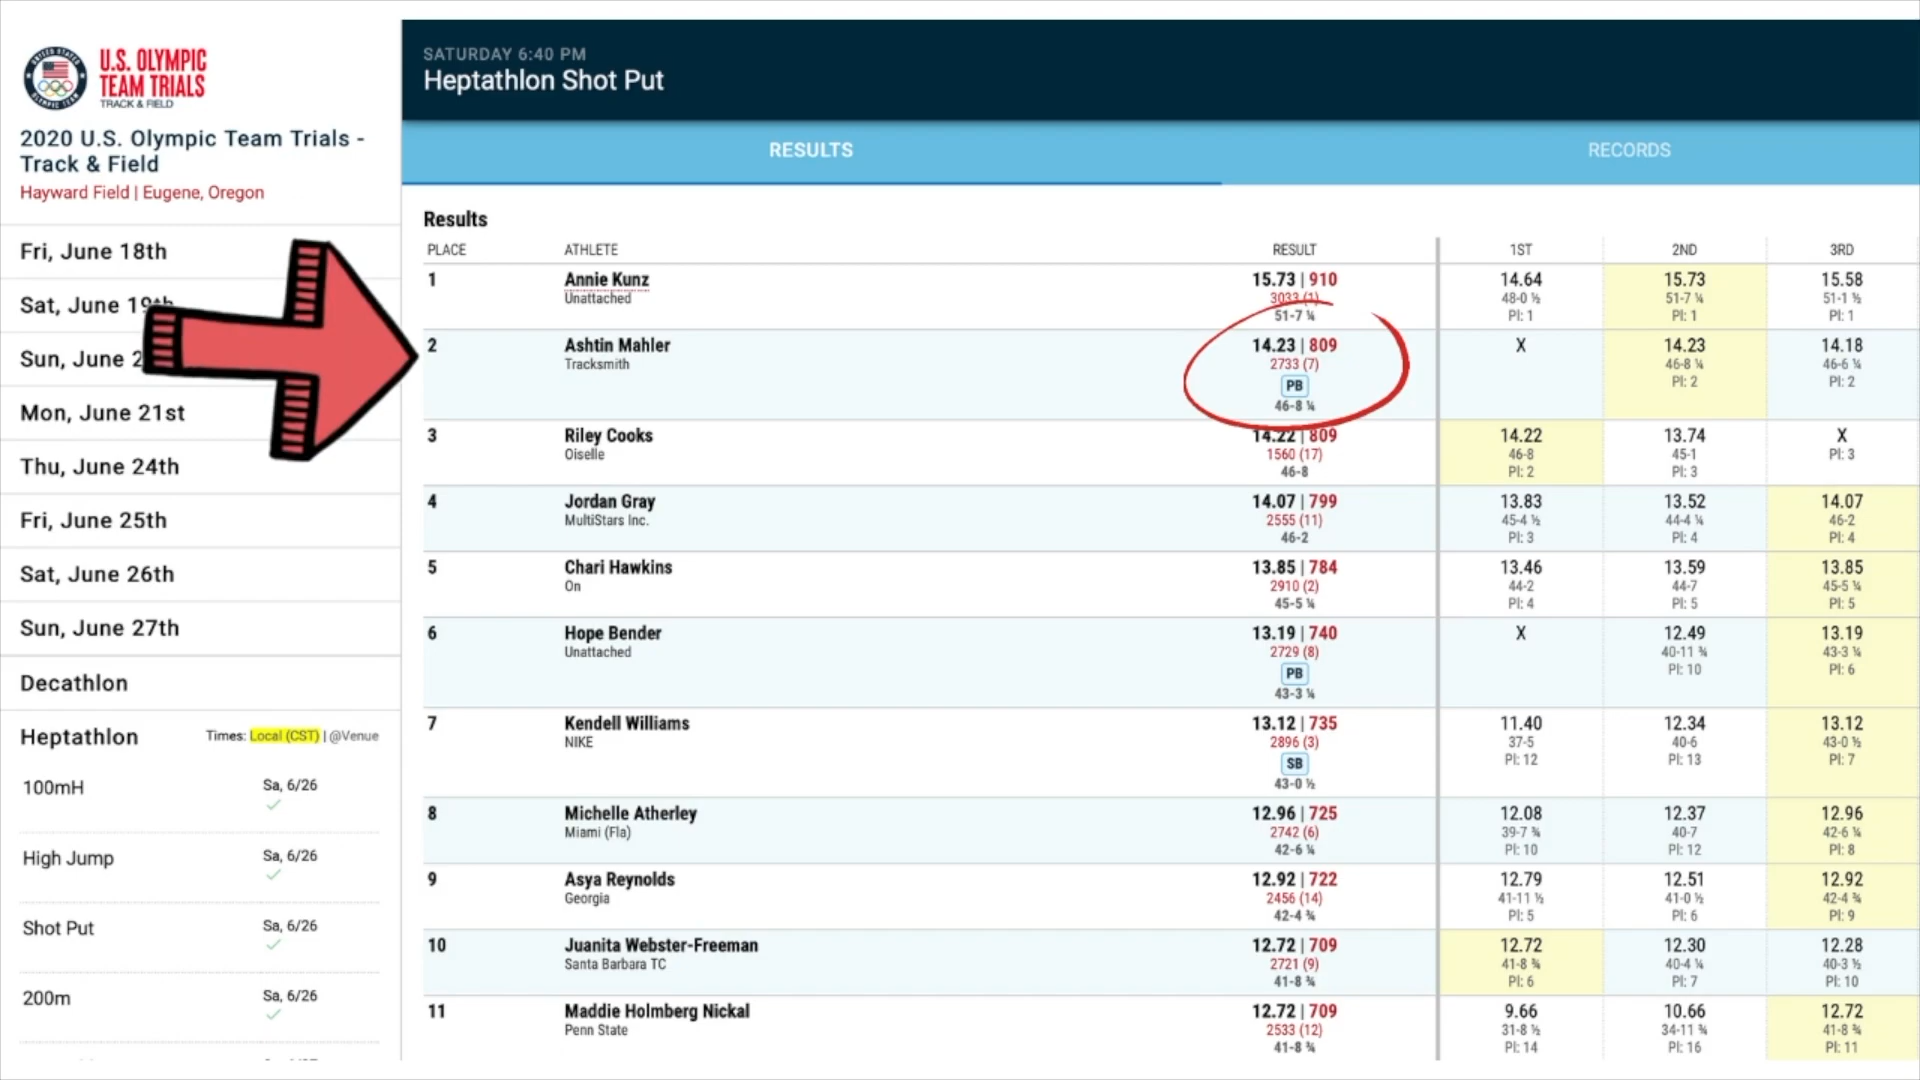 U.S. OLYMPIC
TEAM TRIALS
TRACK & FIELD
2020 U.S. Olympic Team Trials -
Track & Field
Hayward Field | Eugene, Oregon
Fri, June 18th
Sat, June 19th
Sun, June 2
Mon, June 21st
Thu, June 24th
Fri, June 25th
Sat, June 26th
Sun, June 27th
Decathlon
Heptathlon Times: Local (CST) | @Venue
100mH Sa, 6/26
High Jump Sa, 6/26
Shot Put Sa, 6/26
200m Sa, 6/26
SATURDAY 6:40 PM
Heptathlon Shot Put
RESULTS RECORDS
Results
PLACE ATHLETE RESULT 1ST 2ND 3RD
1 Annie Kunz 15.73 | 910 14.64 15.73 15.58
Unattached 3033 (1) 48-0 ½ 51-7 ¼ 51-1 ½
51-7 ¼ Pl: 1 Pl: 1 Pl: 1
2 Ashtin Mahler 14.23 | 809 X 14.23 14.18
Tracksmith 2733 (7) 46-8 ¼ 46-6 ¼
PB Pl: 2 Pl: 2
46-8 ¼
3 Riley Cooks 14.22 | 809 14.22 13.74 X
Oiselle 1560 (17) 46-8 45-1 Pl: 3
46-8 Pl: 2 Pl: 3
4 Jordan Gray 14.07 | 799 13.83 13.52 14.07
MultiStars Inc. 2555 (11) 45-4 ½ 44-4 ¼ 46-2
46-2 Pl: 3 Pl: 4 Pl: 4
5 Chari Hawkins 13.85 | 784 13.46 13.59 13.85
On 2910 (2) 44-2 44-7 45-5 ¼
45-5 ¼ Pl: 4 Pl: 5 Pl: 5
6 Hope Bender 13.19 | 740 X 12.49 13.19
Unattached 2729 (8) 40-11 ¾ 43-3 ¼
PB Pl: 10 Pl: 6
43-3 ¼
7 Kendell Williams 13.12 | 735 11.40 12.34 13.12
NIKE 2896 (3) 37-5 40-6 43-0 ½
SB Pl: 12 Pl: 13 Pl: 7
43-0 ½
8 Michelle Atherley 12.96 | 725 12.08 12.37 12.96
Miami (Fla) 2742 (6) 39-7 ¾ 40-7 42-6 ¼
42-6 ¼ Pl: 10 Pl: 12 Pl: 8
9 Asya Reynolds 12.92 | 722 12.79 12.51 12.92
Georgia 2456 (14) 41-11 ½ 41-0 ½ 42-4 ¾
42-4 ¾ Pl: 5 Pl: 6 Pl: 9
10 Juanita Webster-Freeman 12.72 | 709 12.72 12.30 12.28
Santa Barbara TC 2721 (9) 41-8 ¾ 40-4 ¼ 40-3 ½
41-8 ¾ Pl: 6 Pl: 7 Pl: 10
11 Maddie Holmberg Nickal 12.72 | 709 9.66 10.66 12.72
Penn State 2533 (12) 31-8 ½ 34-11 ¾ 41-8 ¾
41-8 ¾ Pl: 14 Pl: 16 Pl: 11